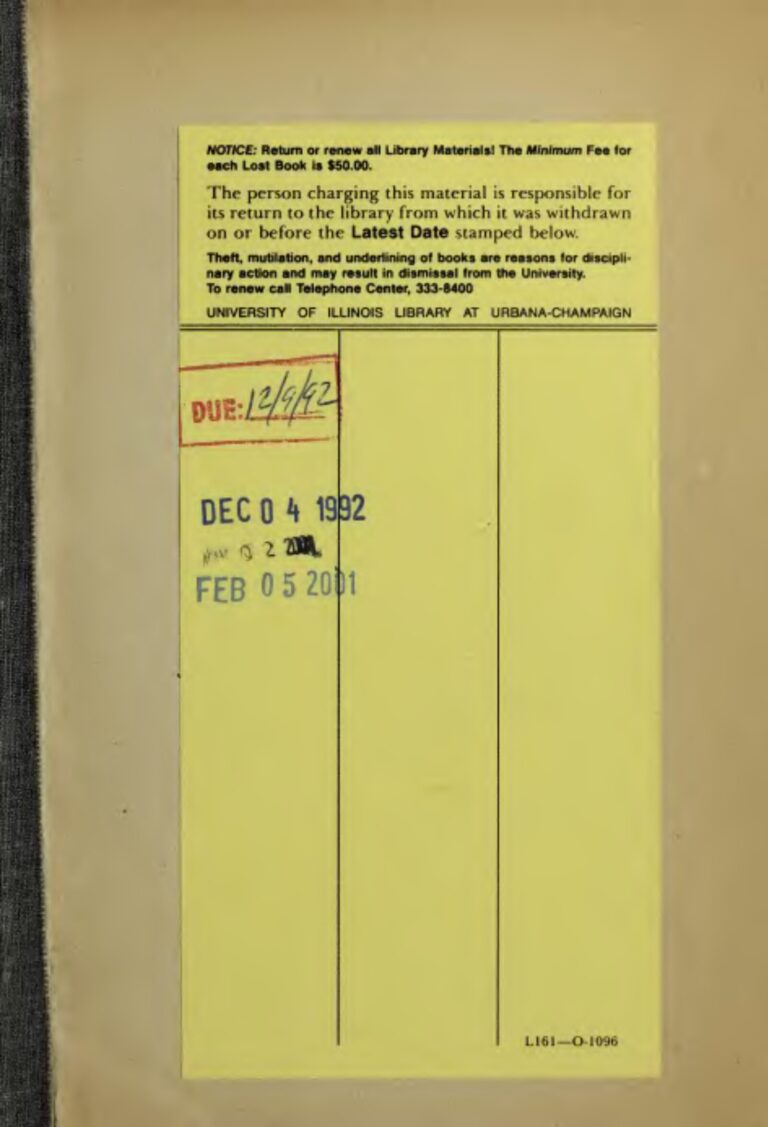 NOTICE: Return or renew all Library Materials! The Minimum Fee for
each Lost Book is $50.00.
The person charging this material is responsible for
its return to the library from which it was withdrawn
on or before the Latest Date stamped below.
Theft, mutilation, and underlining of books are reasons for discipli-
nary action and may result in dismissal from the University.
To renew call Telephone Center, 333-8400
UNIVERSITY OF ILLINOIS LIBRARY AT URBANA-CHAMPAIGN
DUE: 12/9/92
DEC 04 1992
02
FEB 05 2001
L161—O-1096